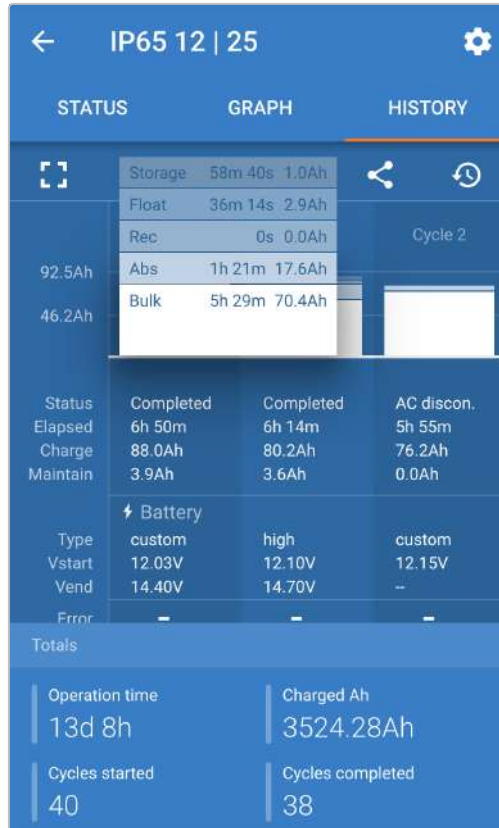 IP65 12 | 25
STATUS GRAPH HISTORY
Storage 58m 40s 1.0Ah
Float 36m 14s 2.9Ah
Rec 0s 0.0Ah
Abs 1h 21m 17.6Ah
Bulk 5h 29m 70.4Ah
Cycle 2
92.5Ah
46.2Ah
Status Completed Completed AC discon.
Elapsed 6h 50m 6h 14m 5h 55m
Charge 88.0Ah 80.2Ah 76.2Ah
Maintain 3.9Ah 3.6Ah 0.0Ah
Battery
Type custom high custom
Vstart 12.03V 12.10V 12.15V
Vend 14.40V 14.70V --
Error - - -
Totals
Operation time Charged Ah
13d 8h 3524.28Ah
Cycles started Cycles completed
40 38